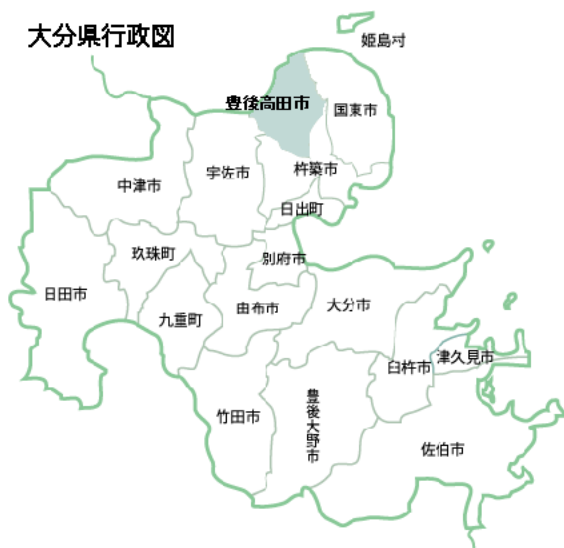 大分県行政図
姫島村
豊後高田市
国東市
中津市
宇佐市
杵築市
日出町
玖珠町
別府市
日田市
九重町
由布市
大分市
臼杵市
津久見市
竹田市
豊後大野市
佐伯市